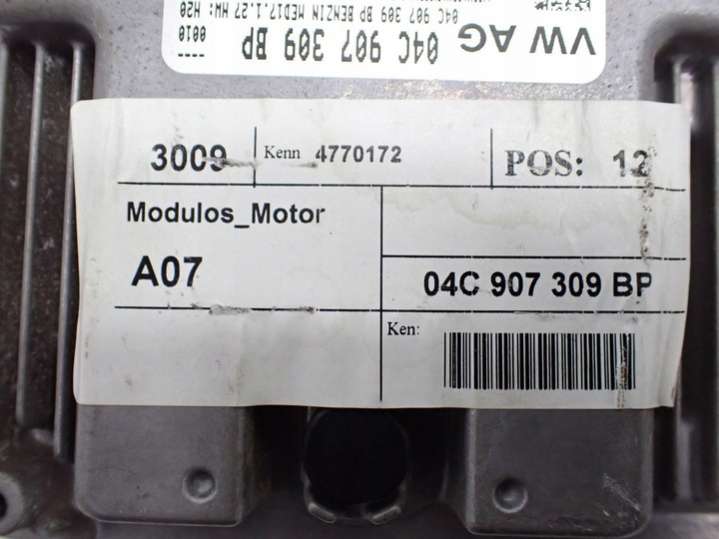 VW AG
04C 907 309 BP
0010
----
04C 907 309 BP BENZIN MED17.1.27 HW: H20
3009 Kenn 4770172 POS: 12
Modulos_Motor
A07 04C 907 309 BP
Ken: